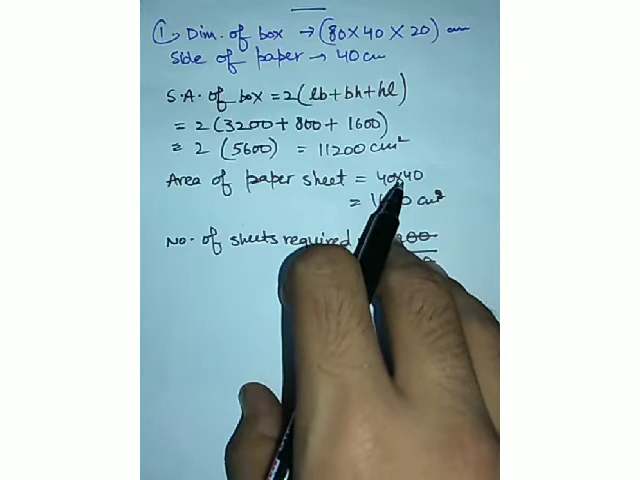 ①, Dim. of box → (80 × 40 × 20) cm
Side of paper → 40 cm
S.A. of box = 2(lb + bh + hl)
= 2 (3200 + 800 + 1600)
= 2 (5600) = 11200 cm²
Area of paper sheet = 40×40
= cm²
No. of sheets required